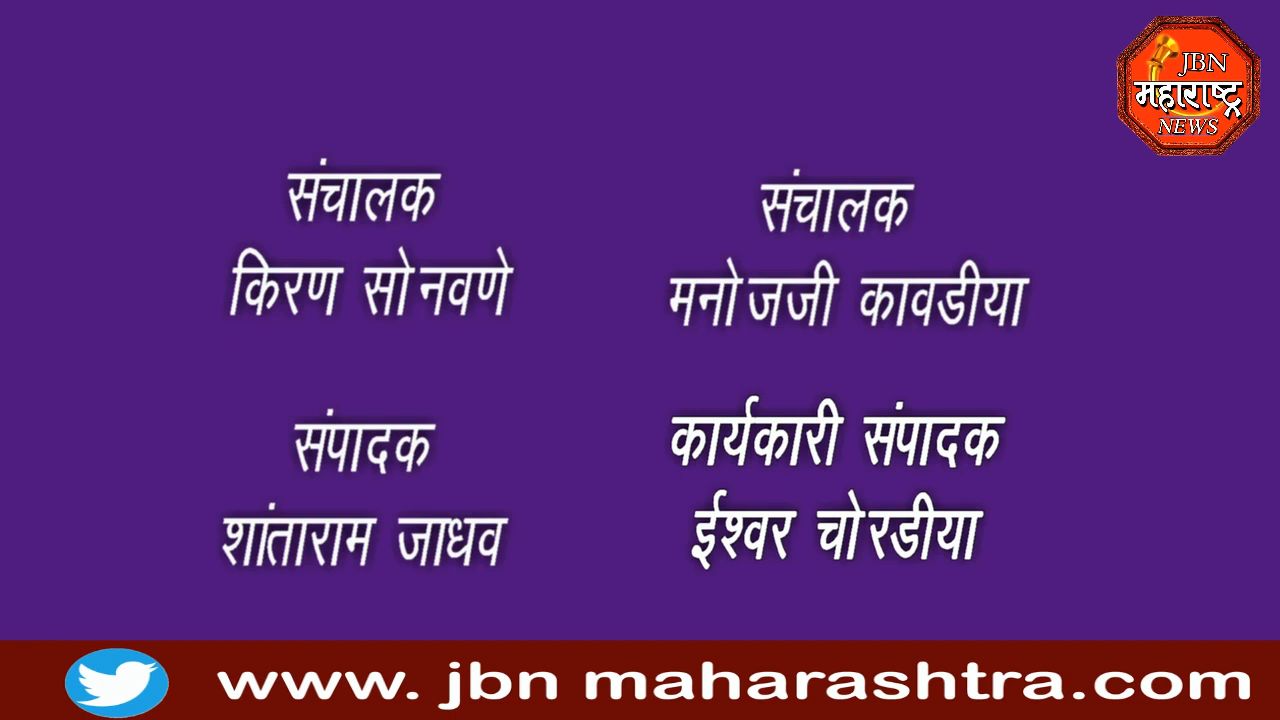 JBN
महाराष्ट्र
NEWS
संचालक
किरण सोनवणे
संचालक
मनोजजी कावडीया
संपादक
शांताराम जाधव
कार्यकारी संपादक
ईश्वर चोरडीया
www. jbn maharashtra.com